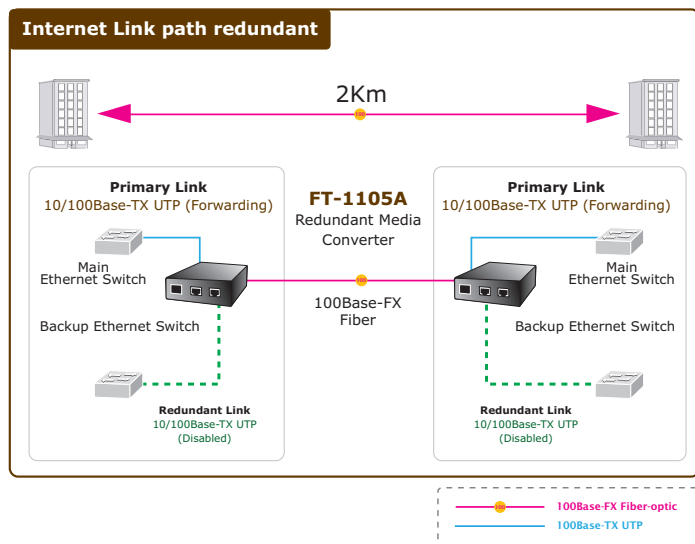 Internet Link path redundant
2Km
100
Primary Link
10/100Base-TX UTP (Forwarding)
Main
Ethernet Switch
Backup Ethernet Switch
Redundant Link
10/100Base-TX UTP
(Disabled)
FT-1105A
Redundant Media
Converter
100
100Base-FX
Fiber
Primary Link
10/100Base-TX UTP (Forwarding)
Main
Ethernet Switch
Backup Ethernet Switch
Redundant Link
10/100Base-TX UTP
(Disabled)
100
100Base-FX Fiber-optic
100Base-TX UTP